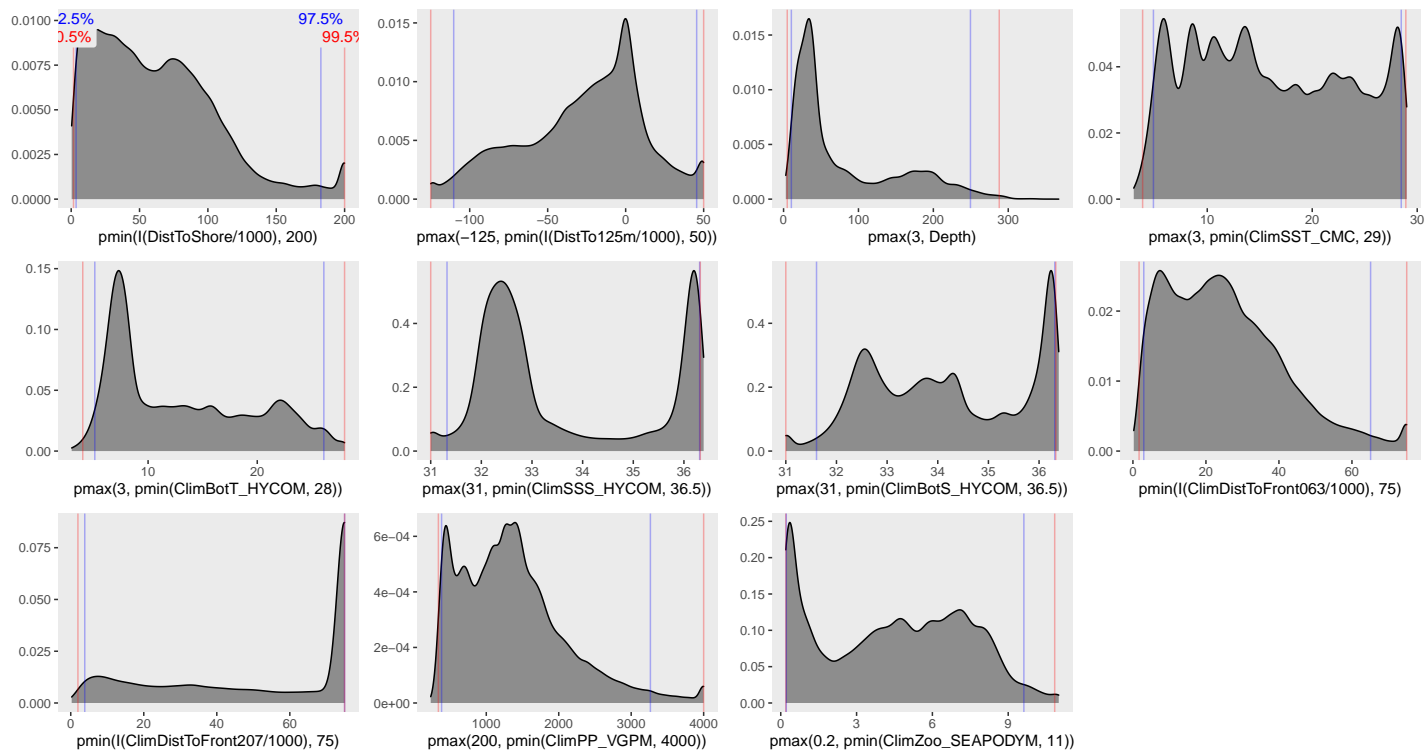 0.0100
2.5%
97.5%
0.5%
99.5%
0.0075
0.0050
0.0025
0.0000
0 50 100 150 200
pmin(I(DistToShore/1000), 200)
0.015
0.010
0.005
0.000
−100 −50 0 50
pmax(−125, pmin(I(DistTo125m/1000), 50))
0.015
0.010
0.005
0.000
0 100 200 300
pmax(3, Depth)
0.04
0.02
0.00
10 20 30
pmax(3, pmin(ClimSST_CMC, 29))
0.15
0.10
0.05
0.00
10 20
pmax(3, pmin(ClimBotT_HYCOM, 28))
0.4
0.2
0.0
31 32 33 34 35 36
pmax(31, pmin(ClimSSS_HYCOM, 36.5))
0.4
0.2
0.0
31 32 33 34 35 36
pmax(31, pmin(ClimBotS_HYCOM, 36.5))
0.02
0.01
0.00
0 20 40 60
pmin(I(ClimDistToFront063/1000), 75)
0.075
0.050
0.025
0.000
0 20 40 60
pmin(I(ClimDistToFront207/1000), 75)
6e−04
4e−04
2e−04
0e+00
1000 2000 3000 4000
pmax(200, pmin(ClimPP_VGPM, 4000))
0.25
0.20
0.15
0.10
0.05
0.00
0 3 6 9
pmax(0.2, pmin(ClimZoo_SEAPODYM, 11))